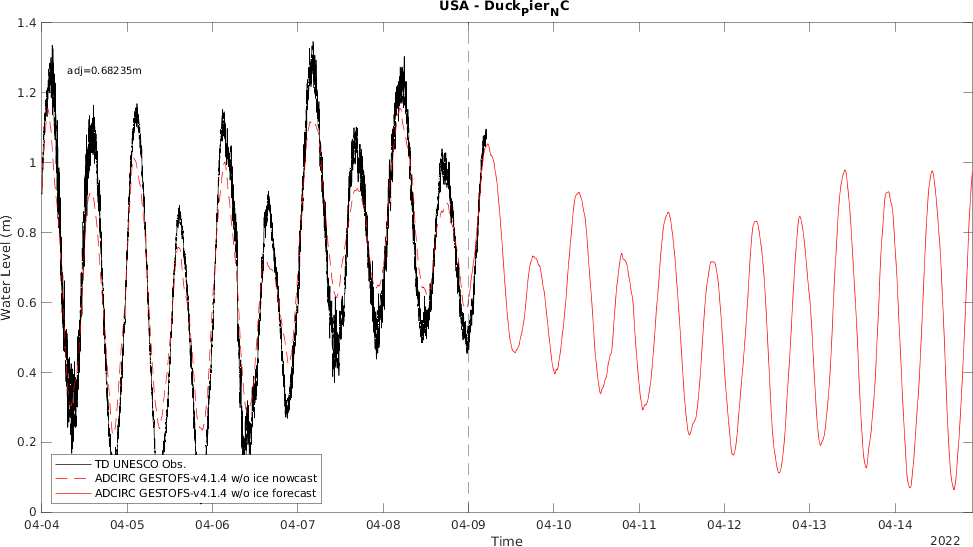 USA - DuckPierNC
1.4
1.2
1
0.8
0.6
0.4
0.2
0
Water Level (m)
adj=0.68235m
TD UNESCO Obs.
ADCIRC GESTOFS-v4.1.4 w/o ice nowcast
ADCIRC GESTOFS-v4.1.4 w/o ice forecast
04-04 04-05 04-06 04-07 04-08 04-09 04-10 04-11 04-12 04-13 04-14
Time
2022